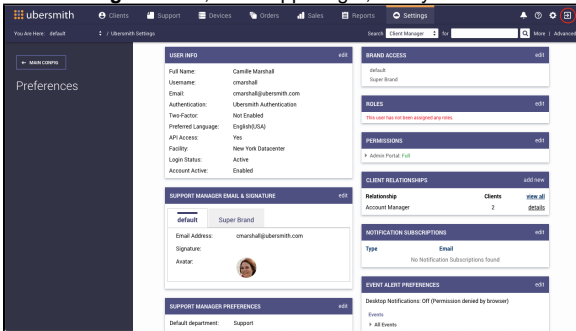 ubersmith Clients Support Devices Orders Sales Reports Settings
You Are Here: default / Ubersmith Settings Search Client Manager for More | Advanced
← MAIN CONFIG
Preferences
USER INFO edit
Full Name: Camille Marshall
Username: cmarshall
Email: cmarshall@ubersmith.com
Authentication: Ubersmith Authentication
Two-Factor: Not Enabled
Preferred Language: English(USA)
API Access: Yes
Facility: New York Datacenter
Login Status: Active
Account Active: Enabled
SUPPORT MANAGER EMAIL & SIGNATURE edit
default Super Brand
Email Address: cmarshall@ubersmith.com
Signature:
Avatar:
SUPPORT MANAGER PREFERENCES edit
Default department: Support
BRAND ACCESS edit
default
Super Brand
ROLES edit
This user has not been assigned any roles
PERMISSIONS edit
Admin Portal: Full
CLIENT RELATIONSHIPS add new
Relationship Clients view all
Account Manager 2 details
NOTIFICATION SUBSCRIPTIONS edit
Type Email
No Notification Subscriptions found
EVENT ALERT PREFERENCES edit
Desktop Notifications: Off (Permission denied by browser)
Events
All Events